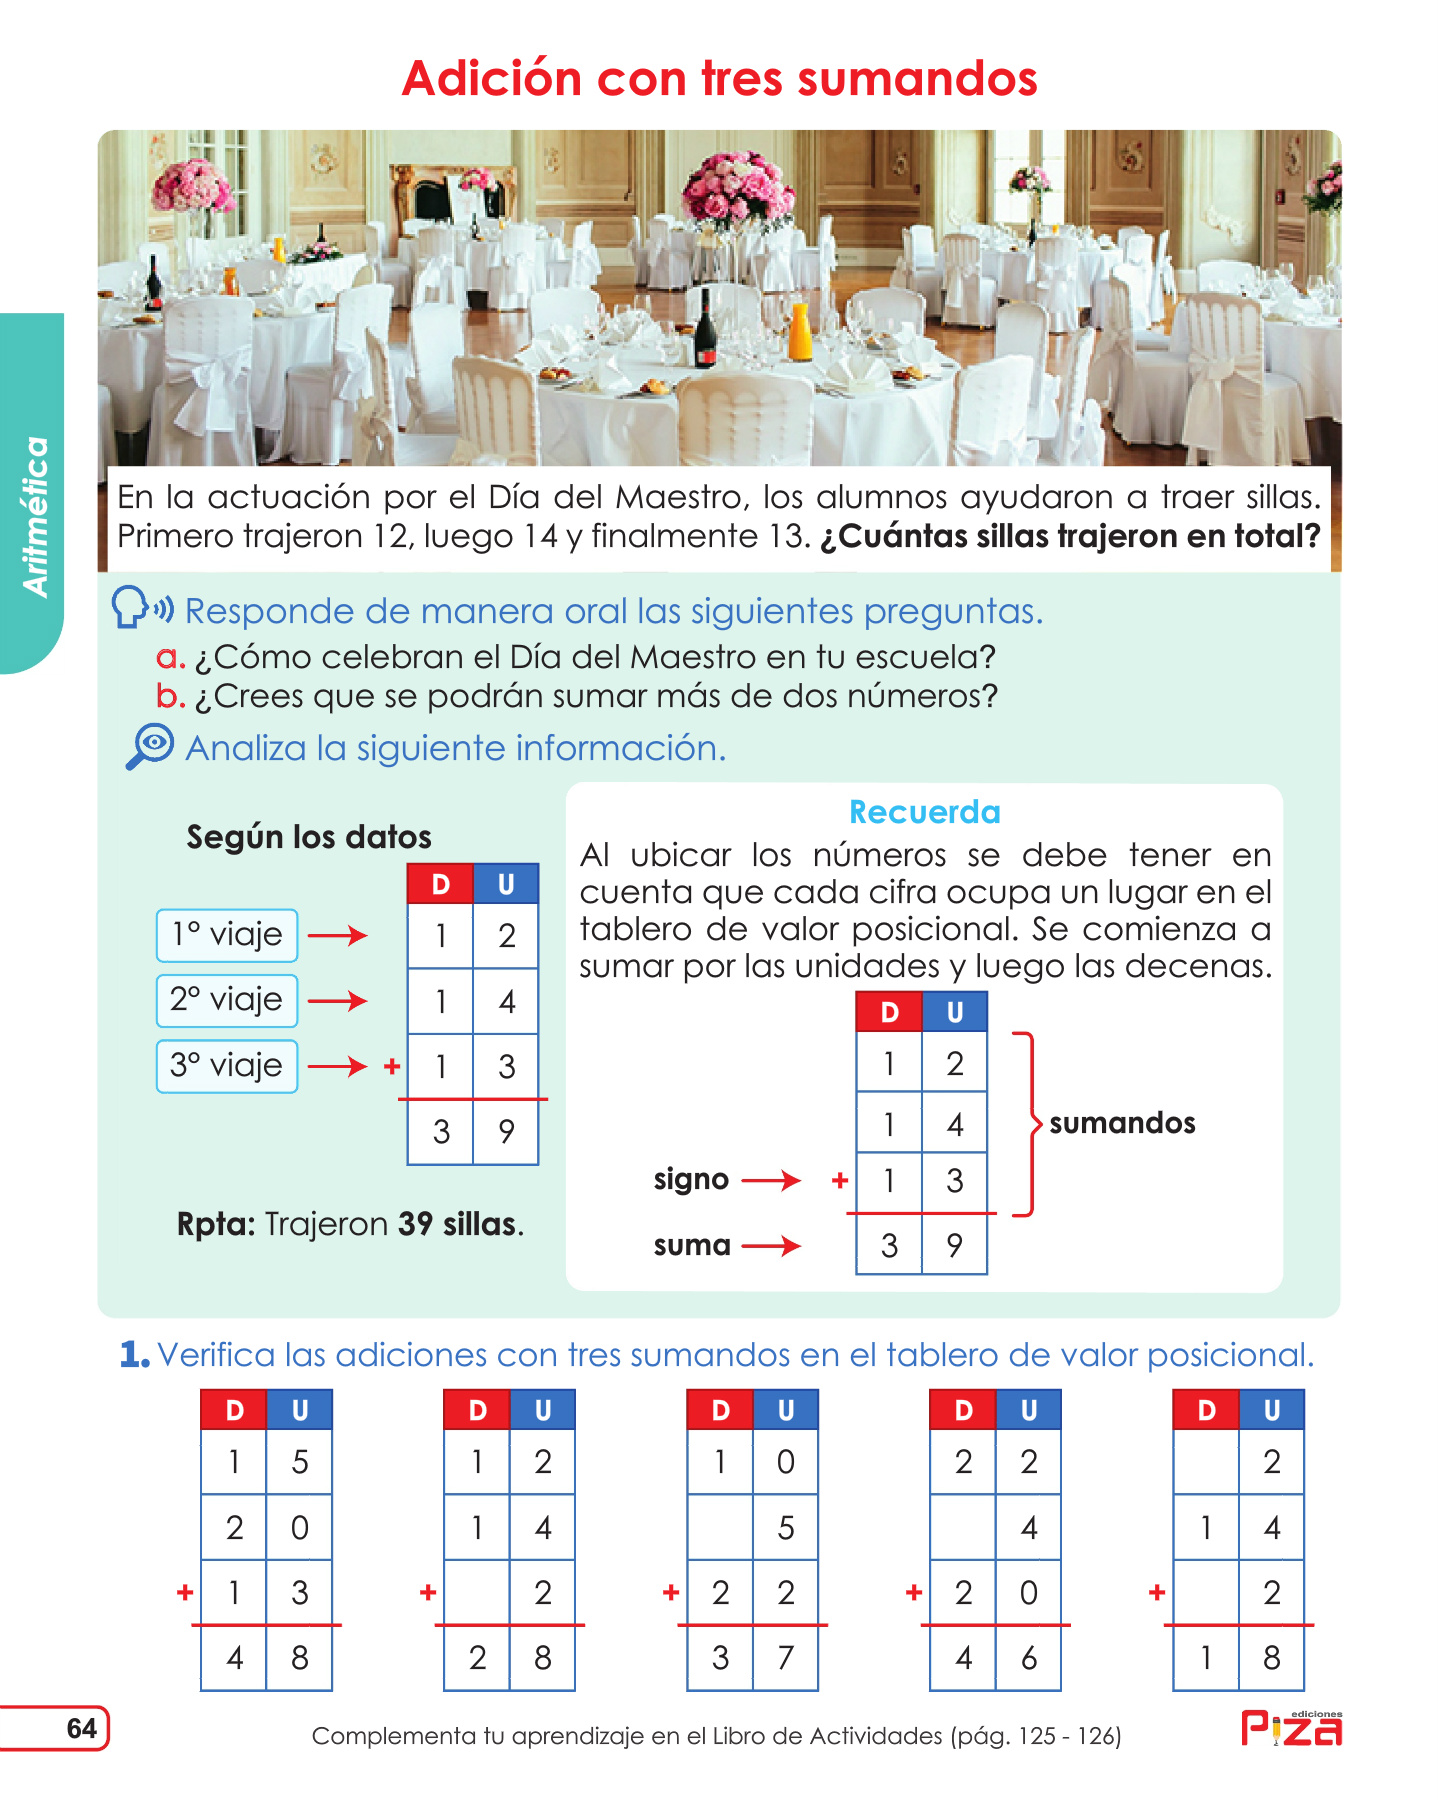 Adición con tres sumandos
Aritmética
En la actuación por el Día del Maestro, los alumnos ayudaron a traer sillas.
Primero trajeron 12, luego 14 y finalmente 13. ¿Cuántas sillas trajeron en total?
Responde de manera oral las siguientes preguntas.
a. ¿Cómo celebran el Día del Maestro en tu escuela?
b. ¿Crees que se podrán sumar más de dos números?
Analiza la siguiente información.
Según los datos
D U
1° viaje 1 2
2° viaje 1 4
3° viaje + 1 3
3 9
Rpta: Trajeron 39 sillas.
Recuerda
Al ubicar los números se debe tener en
cuenta que cada cifra ocupa un lugar en el
tablero de valor posicional. Se comienza a
sumar por las unidades y luego las decenas.
D U
1 2
1 4
sumandos
signo + 1 3
suma 3 9
1. Verifica las adiciones con tres sumandos en el tablero de valor posicional.
D U D U D U D U D U
1 5 1 2 1 0 2 2 2
2 0 1 4 5 4 1 4
+ 1 3 + 2 + 2 2 + 2 0 + 2
4 8 2 8 3 7 4 6 1 8
64
Complementa tu aprendizaje en el Libro de Actividades (pág. 125 - 126)
ediciones
Piza